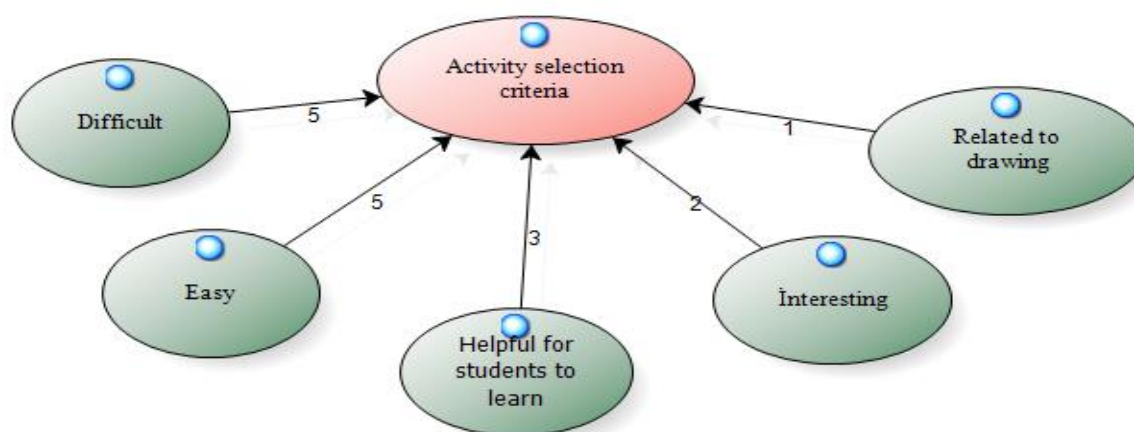 Activity selection
criteria
Difficult
5
1
Related to
drawing
Easy
5
3
2
İnteresting
Helpful for
students to
learn